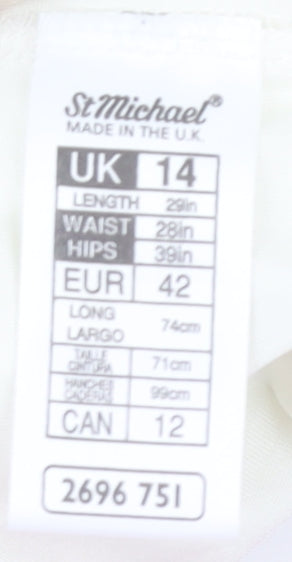 St Michael®
MADE IN THE U.K.
UK 14
LENGTH 29in
WAIST 28in
HIPS 39in
EUR 42
LONG
LARGO 74cm
TAILLE
CINTURA 71cm
HANCHES
CADERAS 99cm
CAN 12
2696 751